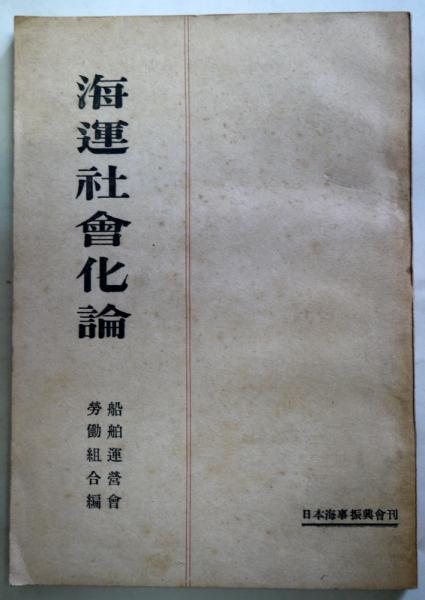 海運社會化論
船舶運営會
勞働組合編
日本海事振興會刊